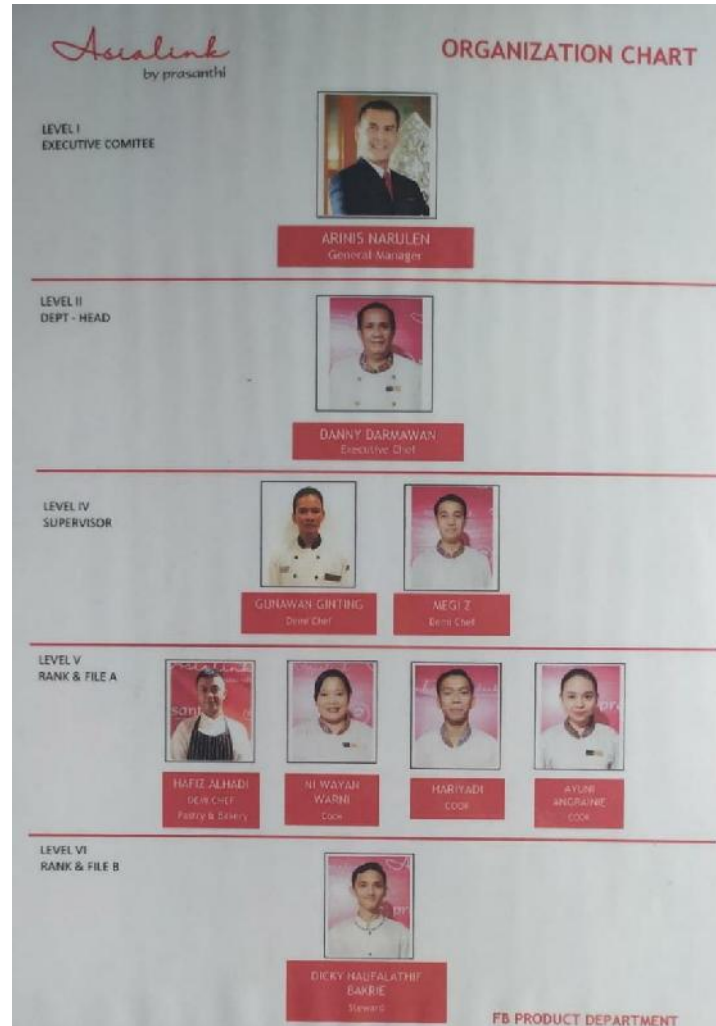 Asialink
by prasanthi
ORGANIZATION CHART
LEVEL I
EXECUTIVE COMITEE
ARINIS NARULEN
General Manager
LEVEL II
DEPT - HEAD
DANNY DARMAWAN
Executive Chef
LEVEL IV
SUPERVISOR
GUNAWAN GINTING
Demi Chef
MEGI Z
Demi Chef
LEVEL V
RANK & FILE A
HAFIZ ALHADI
DEMI CHEF
Pastry & Bakery
NI WAYAN
WARNI
Cook
HARIYADI
COOK
AYUNI
ANGRAINIE
COOK
LEVEL VI
RANK & FILE B
DICKY
BAKRIE
Steward
FB PRODUCT DEPARTMENT